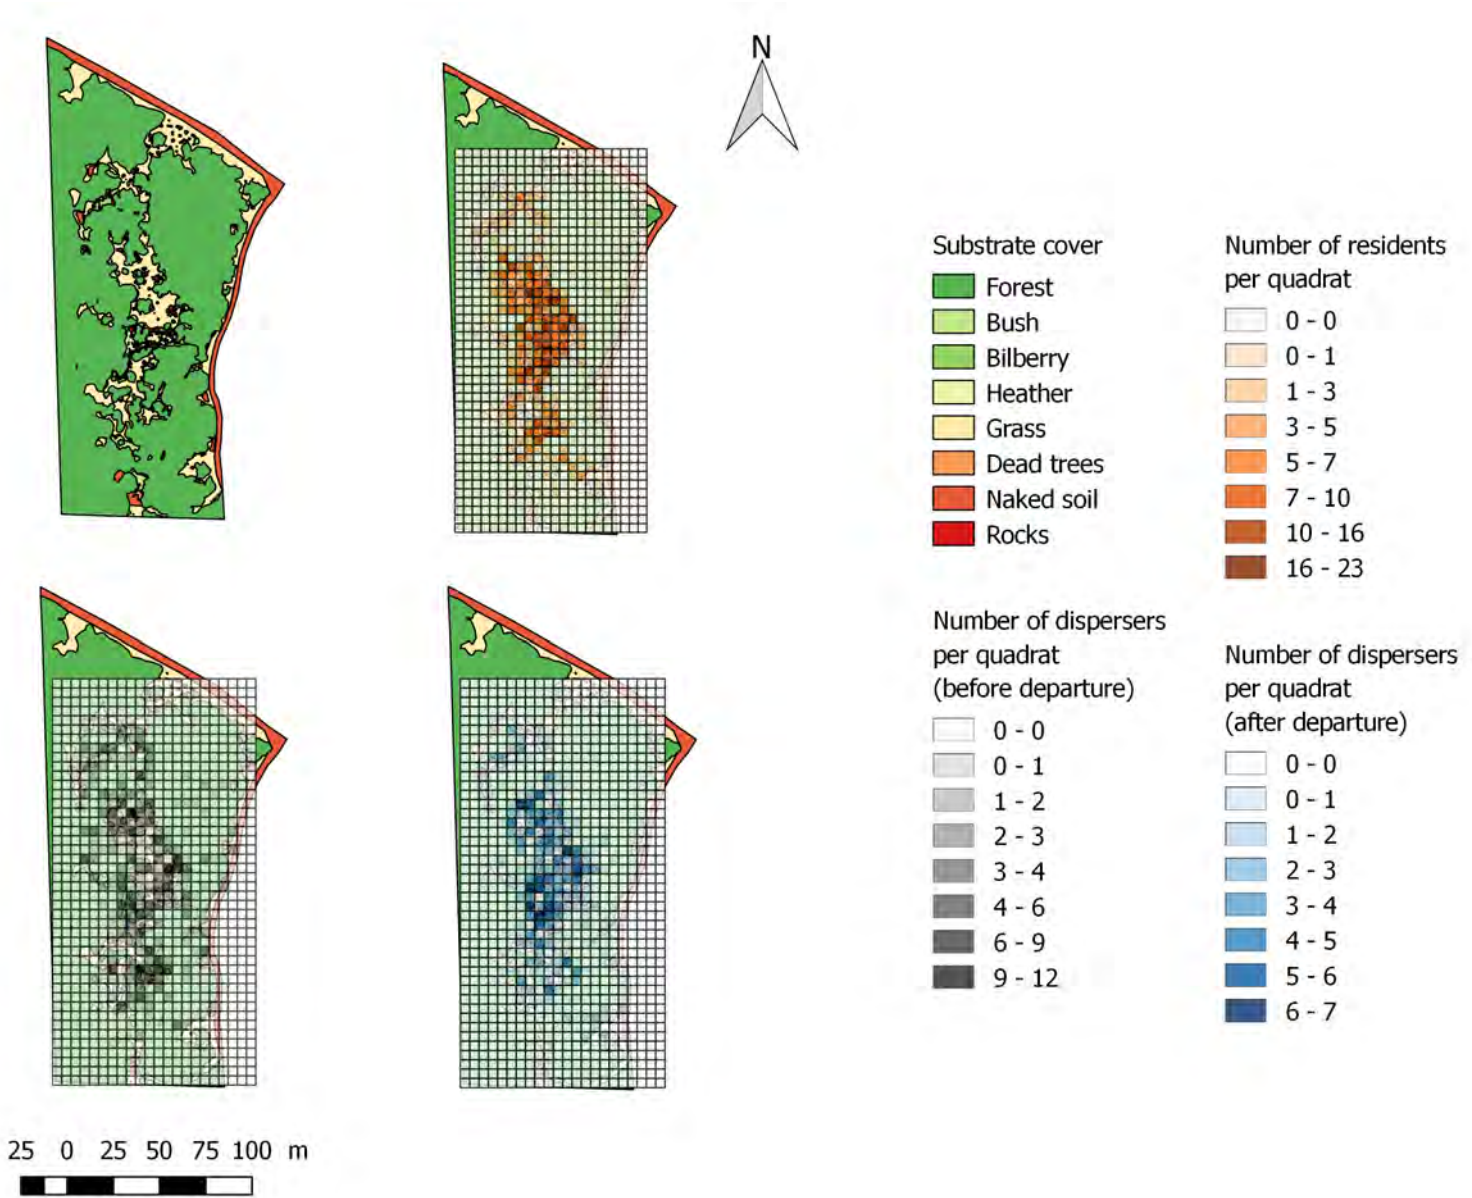 N
Substrate cover
Forest
Bush
Bilberry
Heather
Grass
Dead trees
Naked soil
Rocks
Number of residents
per quadrat
0 - 0
0 - 1
1 - 3
3 - 5
5 - 7
7 - 10
10 - 16
16 - 23
Number of dispersers
per quadrat
(before departure)
0 - 0
0 - 1
1 - 2
2 - 3
3 - 4
4 - 6
6 - 9
9 - 12
Number of dispersers
per quadrat
(after departure)
0 - 0
0 - 1
1 - 2
2 - 3
3 - 4
4 - 5
5 - 6
6 - 7
25 0 25 50 75 100 m